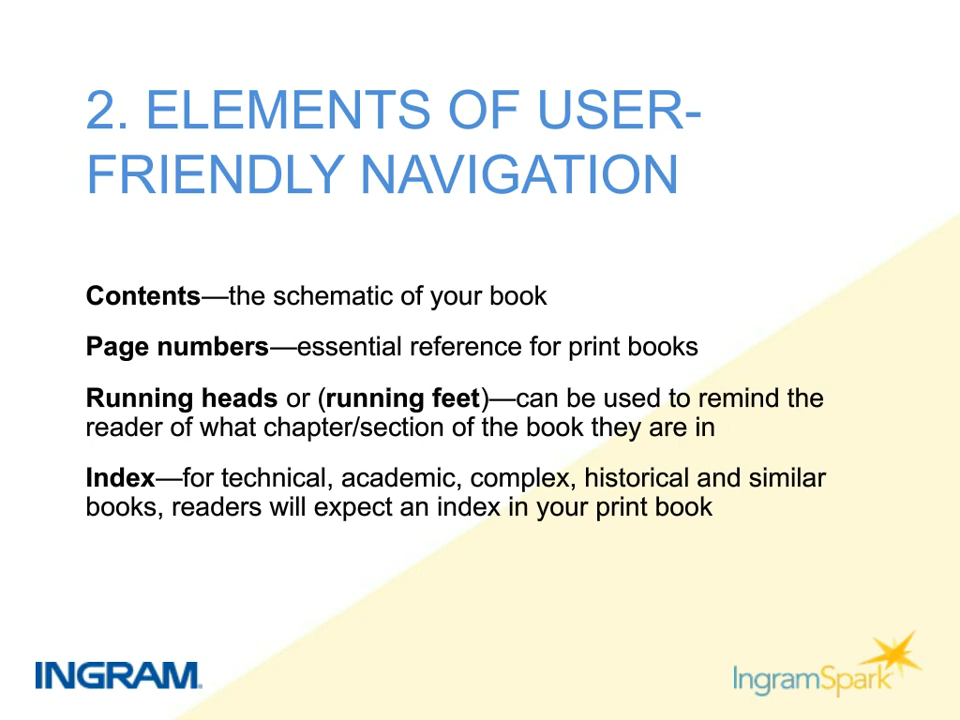 2. ELEMENTS OF USER-
FRIENDLY NAVIGATION
Contents—the schematic of your book
Page numbers—essential reference for print books
Running heads or (running feet)—can be used to remind the
reader of what chapter/section of the book they are in
Index—for technical, academic, complex, historical and similar
books, readers will expect an index in your print book
INGRAM
IngramSpark